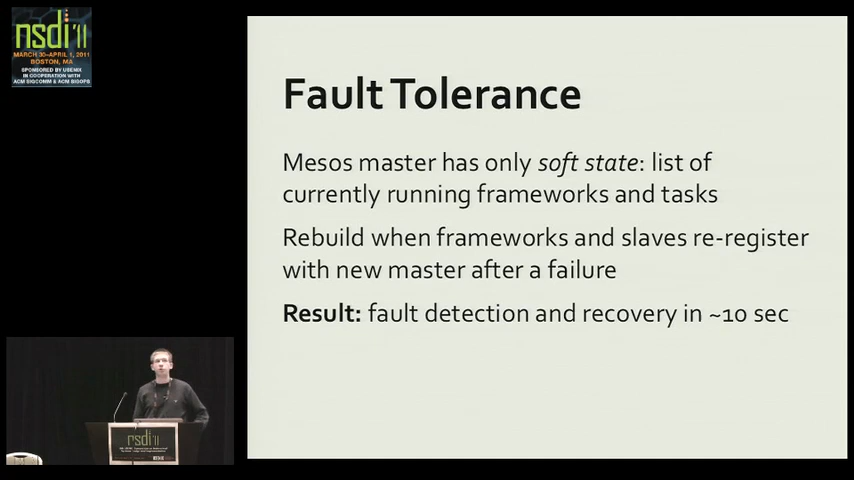 nsdi'11
MARCH 30–APRIL 1, 2011
BOSTON, MA
SPONSORED BY USENIX
IN COOPERATION WITH
ACM SIGCOMM & ACM SIGOPS
Fault Tolerance
Mesos master has only soft state: list of
currently running frameworks and tasks
Rebuild when frameworks and slaves re-register
with new master after a failure
Result: fault detection and recovery in ~10 sec
nsdi'11